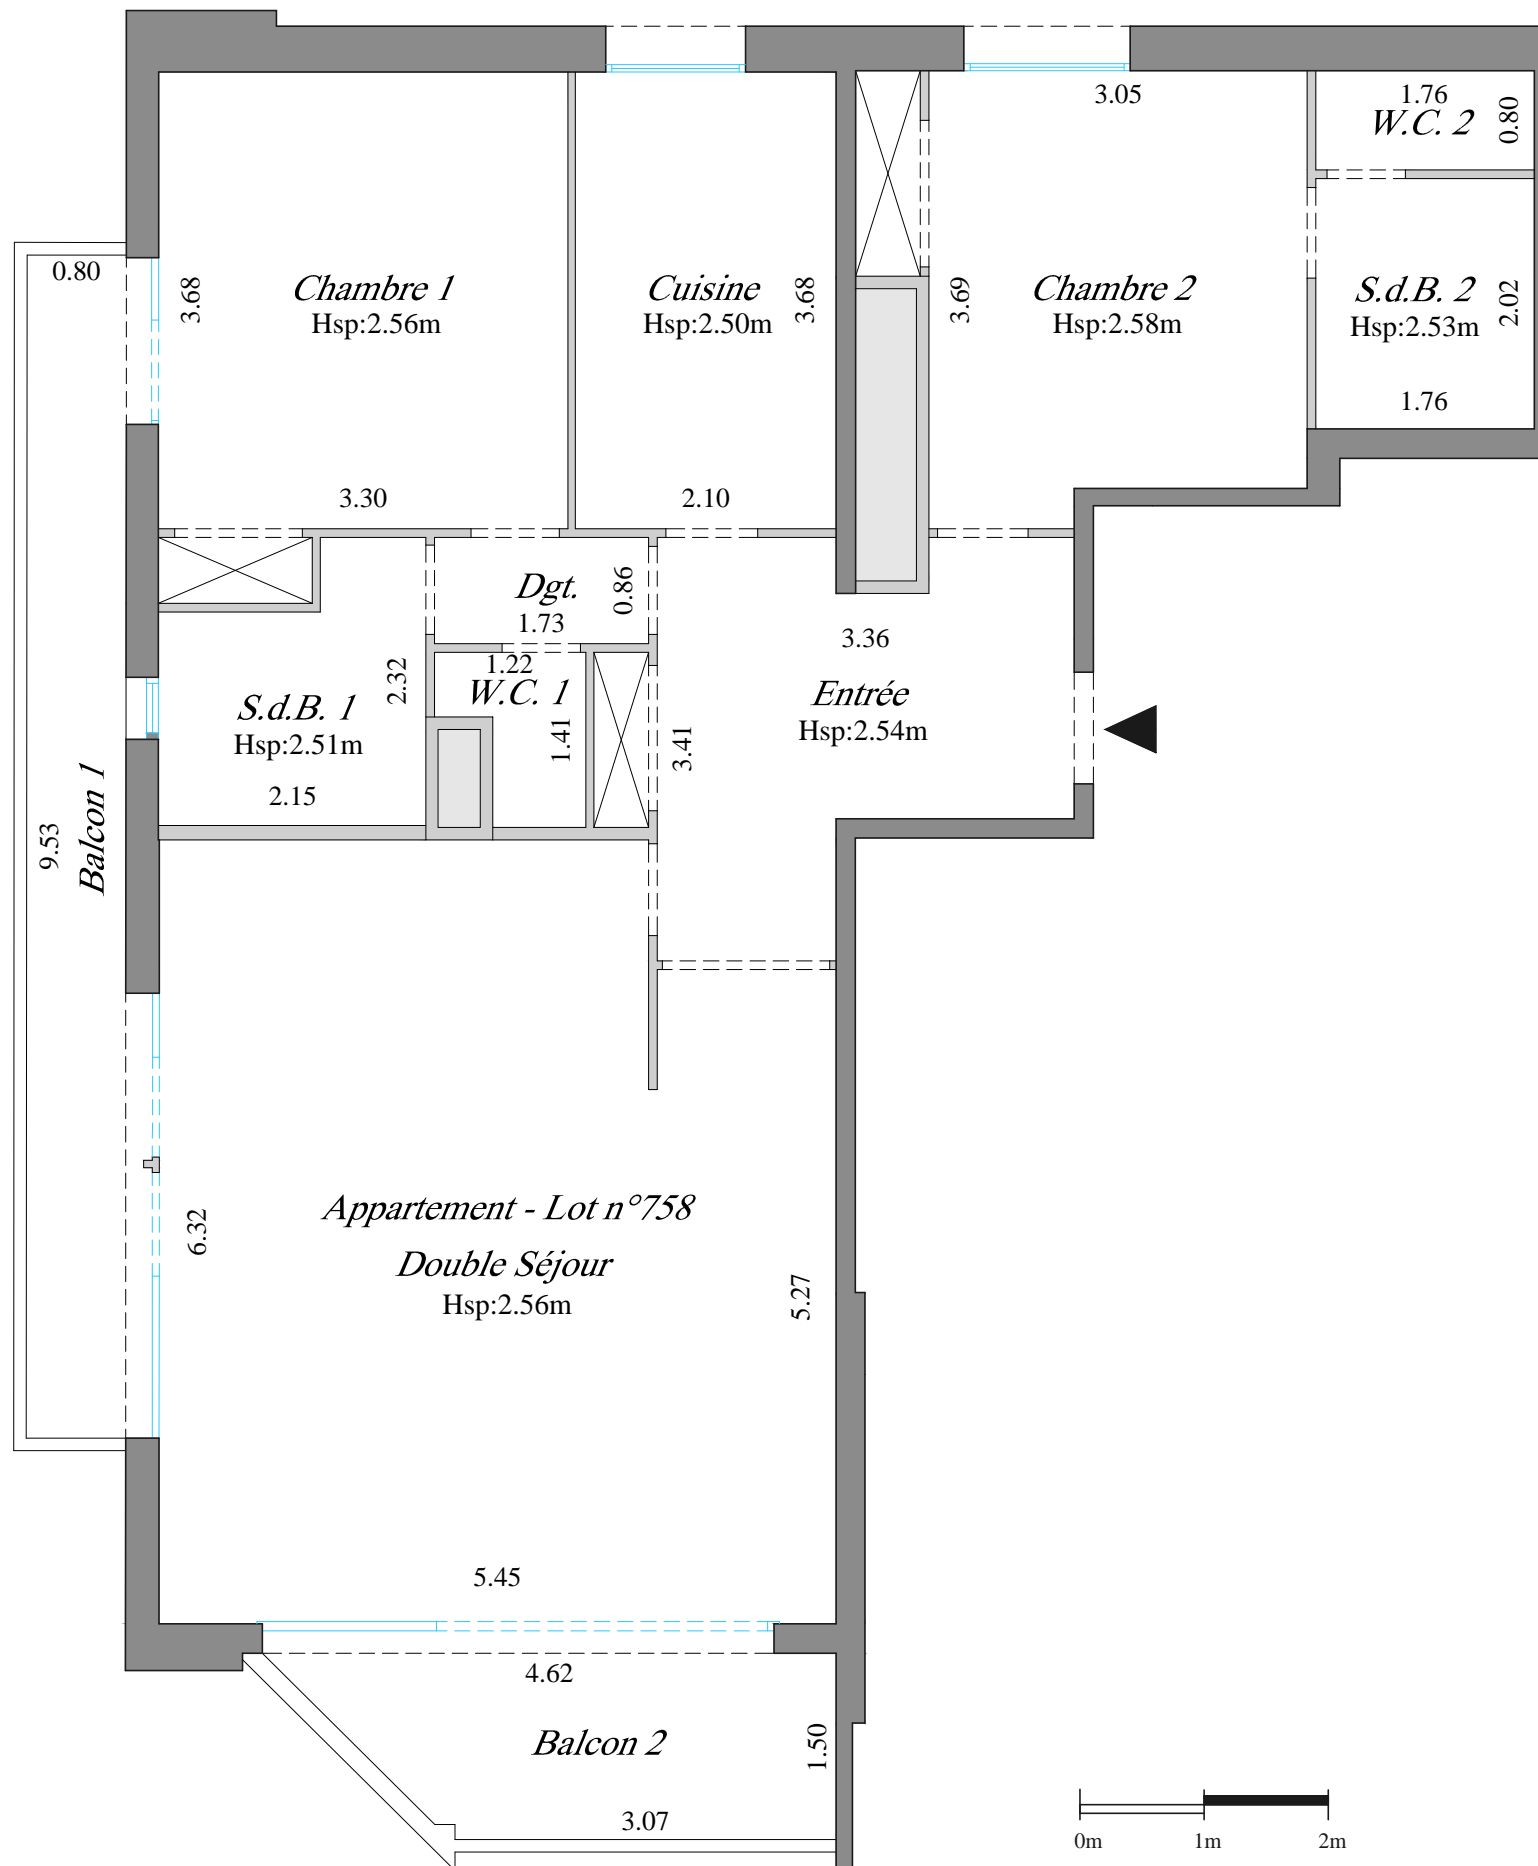 3.05
1.76
W.C. 2
0.80
0.80
3.68
Chambre 1
Hsp:2.56m
Cuisine
Hsp:2.50m
3.68
3.69
Chambre 2
Hsp:2.58m
S.d.B. 2
Hsp:2.53m
2.02
1.76
3.30
2.10
Dgt.
1.73
0.86
3.36
1.22
W.C. 1
1.41
2.32
S.d.B. 1
Hsp:2.51m
2.15
3.41
Entrée
Hsp:2.54m
9.53
Balcon 1
6.32
Appartement - Lot n°758
Double Séjour
Hsp:2.56m
5.27
5.45
4.62
Balcon 2
1.50
3.07
0m
1m
2m